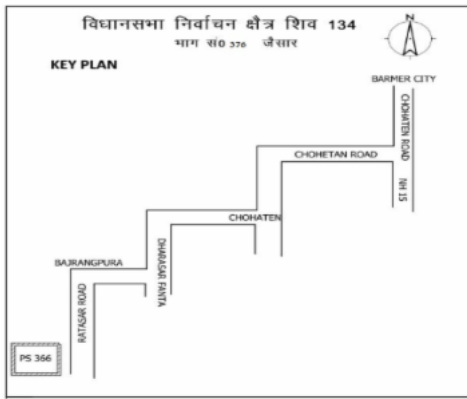 विधानसभा निर्वाचन क्षैत्र शिव 134
भाग सं0 376 जैसार
KEY PLAN
BARMER CITY
CHOHATEN ROAD
NH 15
CHOHETAN ROAD
CHOHATEN
DHARASAR FANTA
BAJRANGPURA
RATASAR ROAD
PS 366